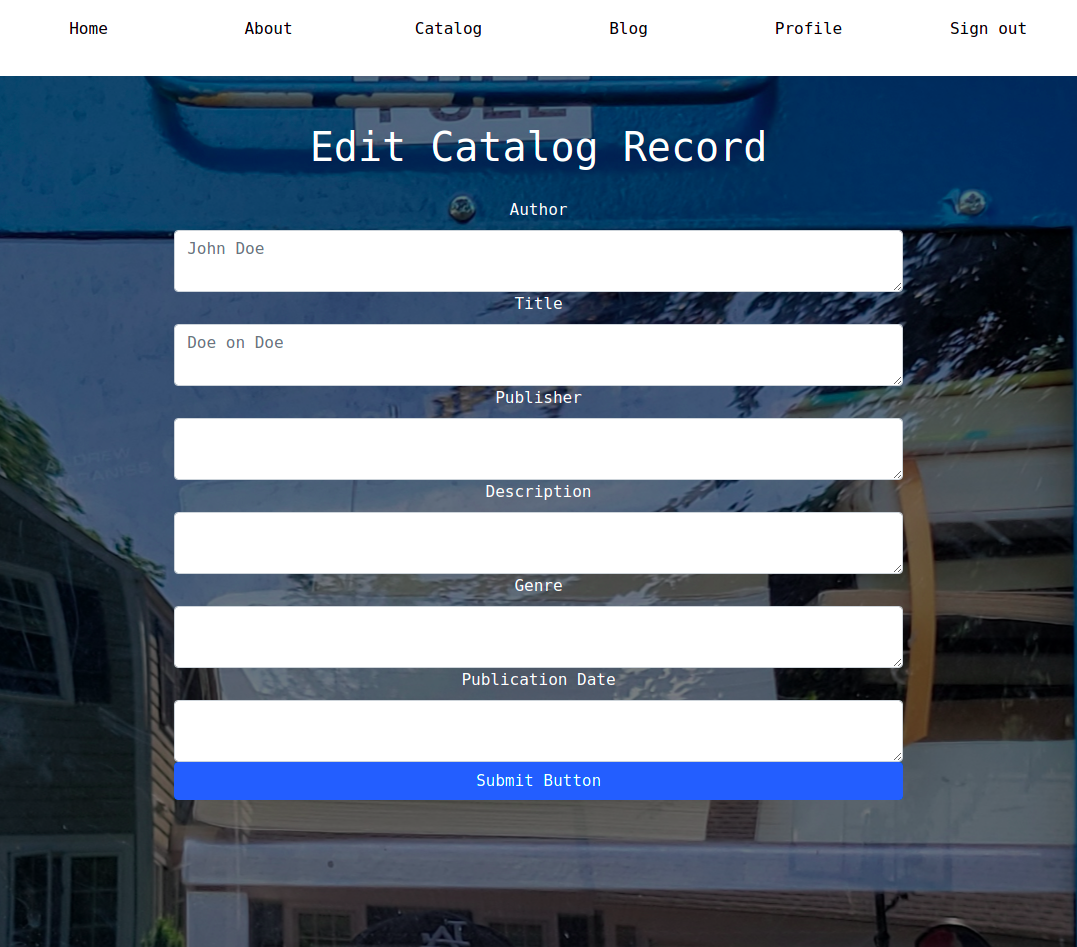 Home About Catalog Blog Profile Sign out
PULL
Edit Catalog Record
Author
John Doe
Title
Doe on Doe
Publisher
Description
Genre
Publication Date
Submit Button